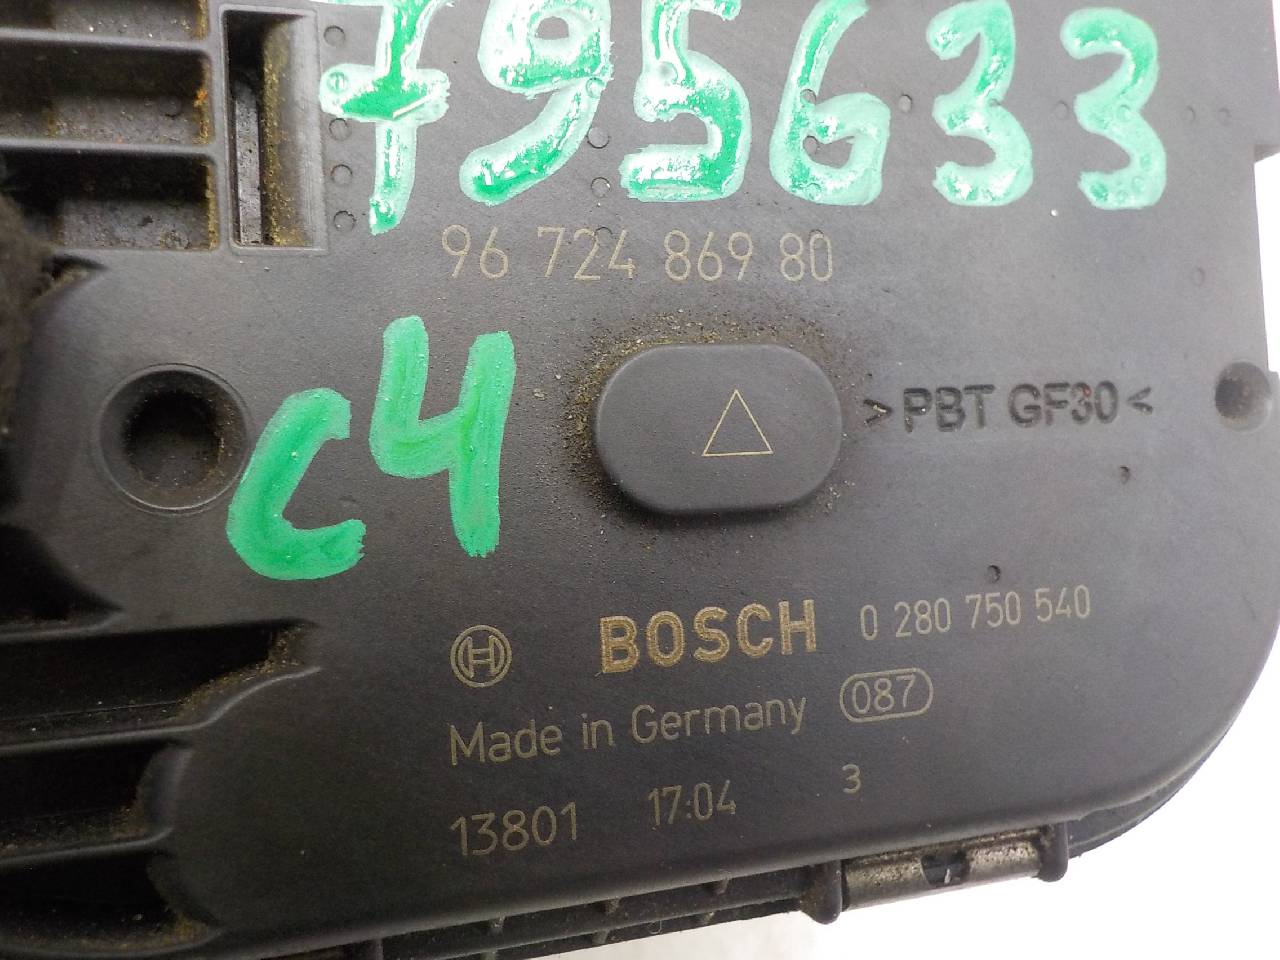 795633
96 724 869 80
C4
>PBT GF30<
BOSCH 0 280 750 540
Made in Germany 087
13801 17:04 3